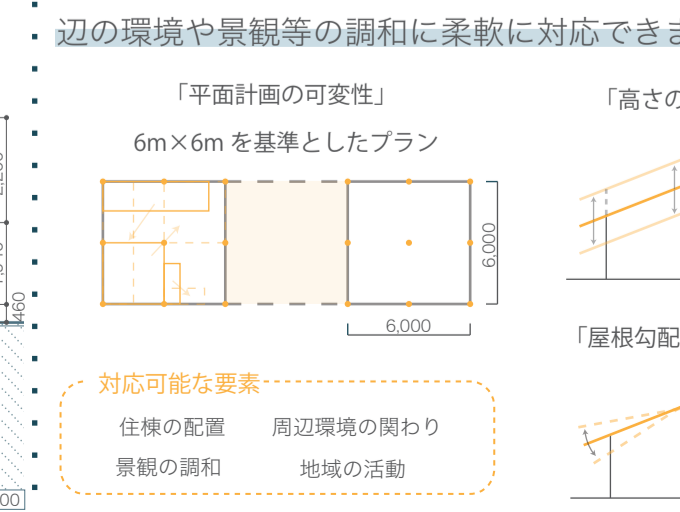 辺の環境や景観等の調和に柔軟に対応でき
「平面計画の可変性」
6m×6m を基準としたプラン
「高さの
6,000
6,000
460
「屋根勾配
対応可能な要素
住棟の配置
周辺環境の関わり
景観の調和
地域の活動
00